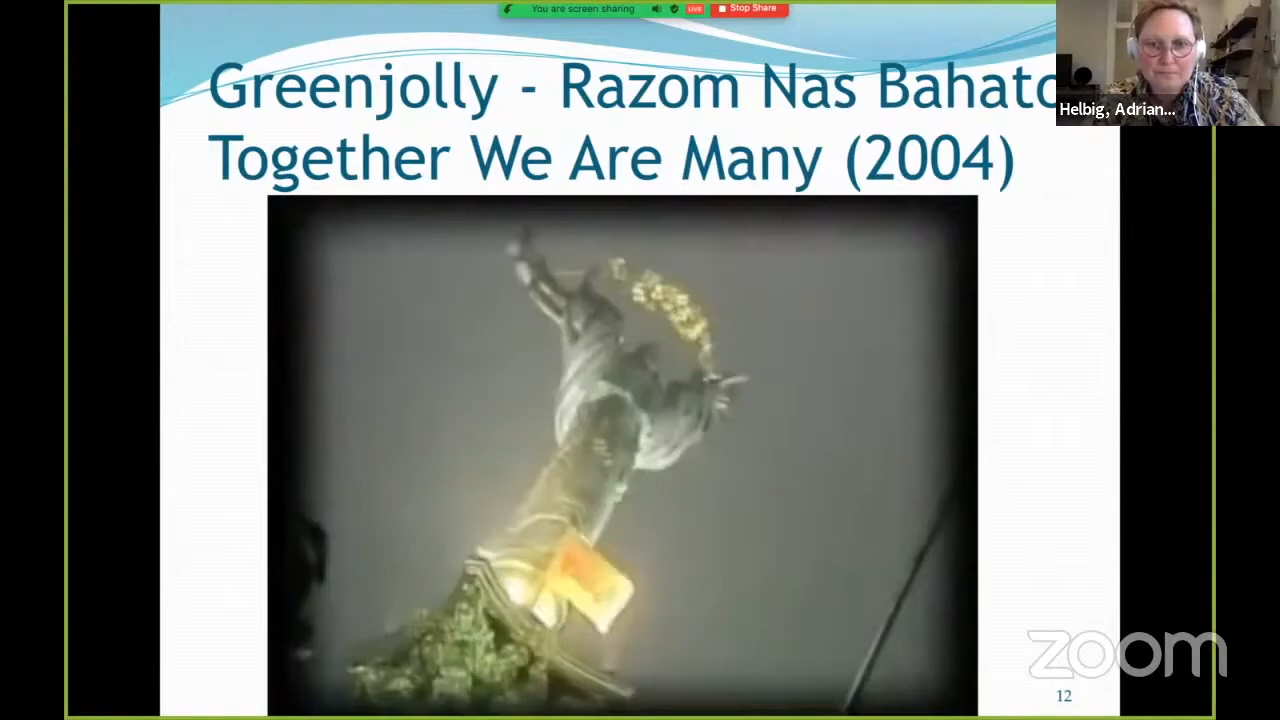 You are screen sharing
LIVE
Stop Share
Greenjolly - Razom Nas Bahato
Together We Are Many (2004)
Helbig, Adrian...
zoom
12